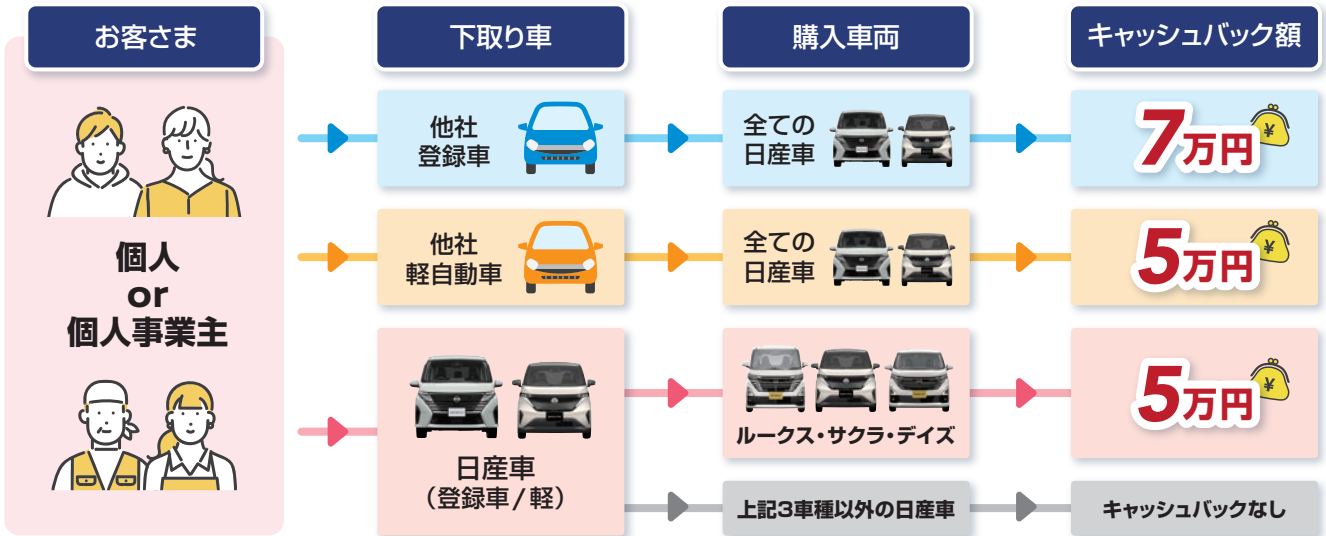 お客さま
下取り車
購入車両
キャッシュバック額
個人
or
個人事業主
他社
登録車
全ての
日産車
7万円
¥
他社
軽自動車
全ての
日産車
5万円
¥
日産車
（登録車/軽）
ルークス・サクラ・デイズ
5万円
¥
上記3車種以外の日産車
キャッシュバックなし